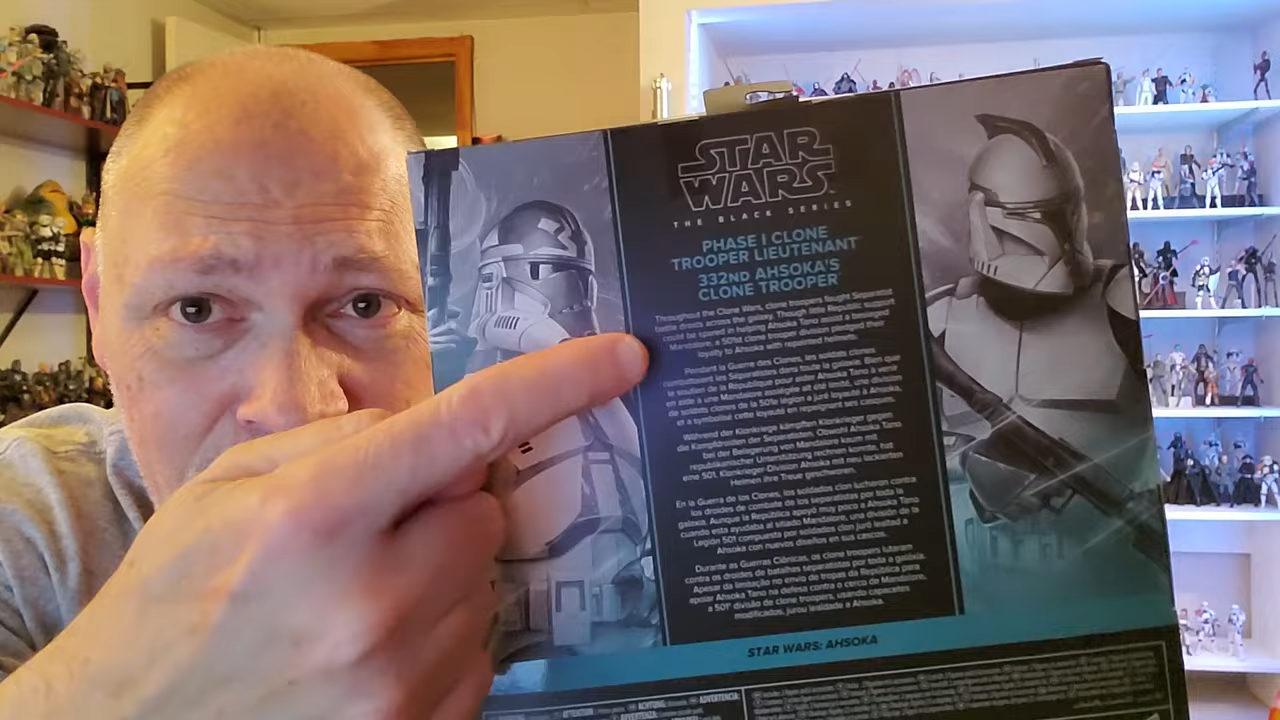 STAR
WARS
THE BLACK SERIES
PHASE I CLONE
TROOPER LIEUTENANT
332ND AHSOKA'S
CLONE TROOPER
Throughout the Clone Wars, clone troopers fought Separatist
battle droids across the galaxy. Though little Republic support
could be spared in helping Ahsoka Tano assist a besieged
Mandalore, a 501st clone trooper division pledged their
loyalty to Ahsoka with repainted helmets.
Pendant la Guerre des Clones, les soldats clones
combattaient les Séparatistes dans toute la galaxie. Bien que
le soutien de la République pour aider Ahsoka Tano à venir
en aide à une Mandalore assiégée ait été limité, une division
de soldats clones de la 501e légion a juré loyauté à Ahsoka,
et a symbolisé cette loyauté en repeignant ses casques.
Während der Klonkriege kämpften Klonkrieger gegen
die Kampfdroiden der Separatisten. Obwohl Ahsoka Tano
bei der Belagerung von Mandalore kaum mit
republikanischer Unterstützung rechnen konnte, hat
eine 501. Klonkrieger-Division Ahsoka mit neu lackierten
Helmen ihre Treue geschworen.
En la Guerra de los Clones, los soldados clon lucharon contra
los droides de combate de los separatistas por toda la
galaxia. Aunque la República apoyó muy poco a Ahsoka Tano
cuando esta ayudaba al sitiado Mandalore, una división de la
Legión 501 compuesta por soldados clon juró lealtad a
Ahsoka con nuevos diseños en sus cascos.
Durante as Guerras Clônicas, os clone troopers lutaram
contra os droides de batalhas separatistas por toda a galáxia.
Apesar da limitação no envio de tropas da República para
apoiar Ahsoka Tano na defesa contra o cerco de Mandalore,
a 501ª divisão de clone troopers, usando capacetes
modificados, jurou lealdade a Ahsoka.
STAR WARS: AHSOKA
ATTENTION
ACHTUNG:
ADVERTENCIA:
ADVERTENZA: